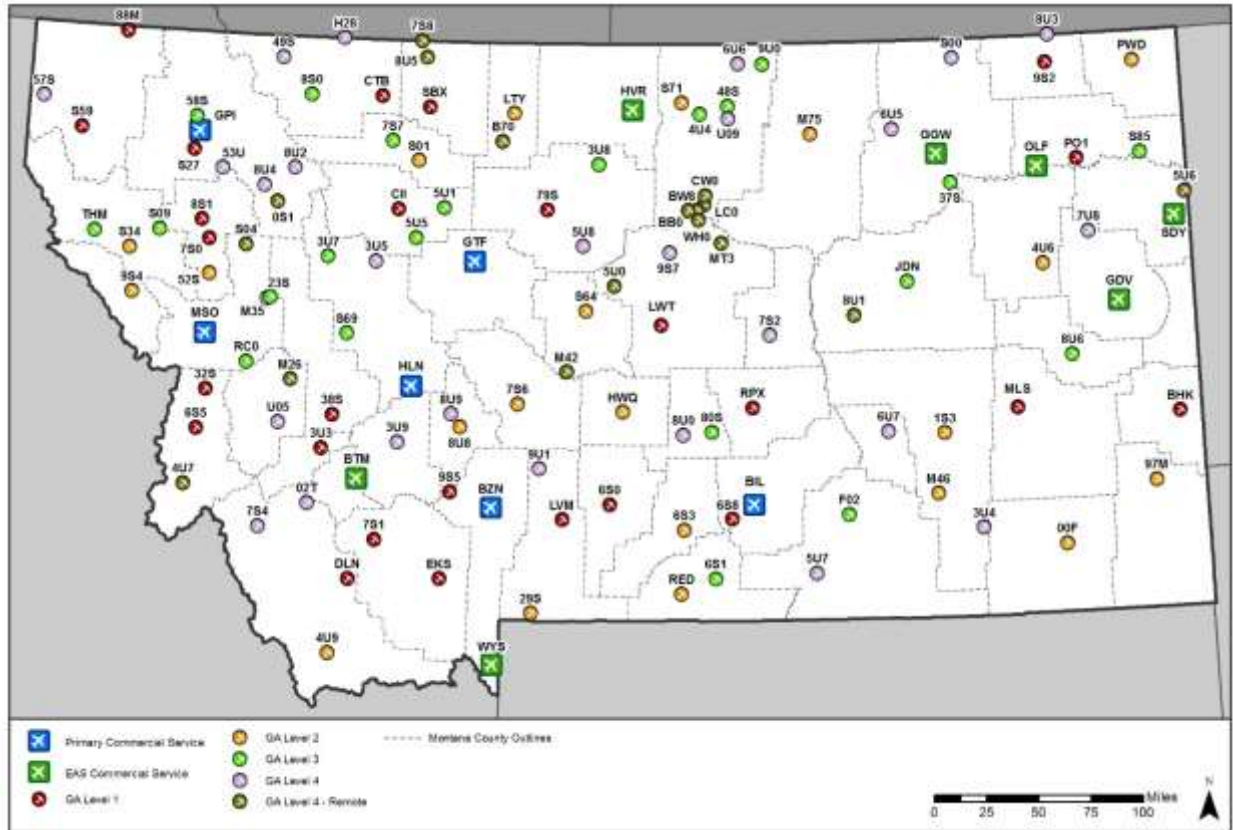 88M
H28
7S8
8U3
6U6
9U0
S00
PWD
49S
8U5
9S2
57S
8S0
CTB
SBX
LTY
HVR
S71
48S
S59
58S
GPI
4U4
U09
M75
6U5
B70
7S7
S01
3U8
GGW
OLF
PO1
S85
S27
53U
8U2
8U4
0S1
CII
5U1
79S
CW0
BW8
LC0
BB0
WH0
MT3
37S
5U6
SDY
7U8
THM
S09
8S1
S34
7S0
S04
5U5
3U7
3U5
GTF
5U8
9S7
4U6
9S4
52S
23S
M35
5U0
S64
JDN
GDV
MSO
S69
LWT
8U1
7S2
RC0
M26
HLN
M42
8U6
32S
6S5
U05
38S
8U9
8U8
7S6
HWQ
RPX
8U0
80S
MLS
BHK
3U3
3U9
6U7
1S3
4U7
BTM
9S5
BZN
9U1
BIL
M46
97M
02T
7S4
LVM
6S0
6S3
6S8
F02
3U4
00F
7S1
DLN
EKS
RED
6S1
5U7
29S
4U9
WYS
Primary Commercial Service
EAS Commercial Service
GA Level 1
GA Level 2
GA Level 3
GA Level 4
GA Level 4 - Remote
Montana County Outlines
Miles
0 25 50 75 100
N